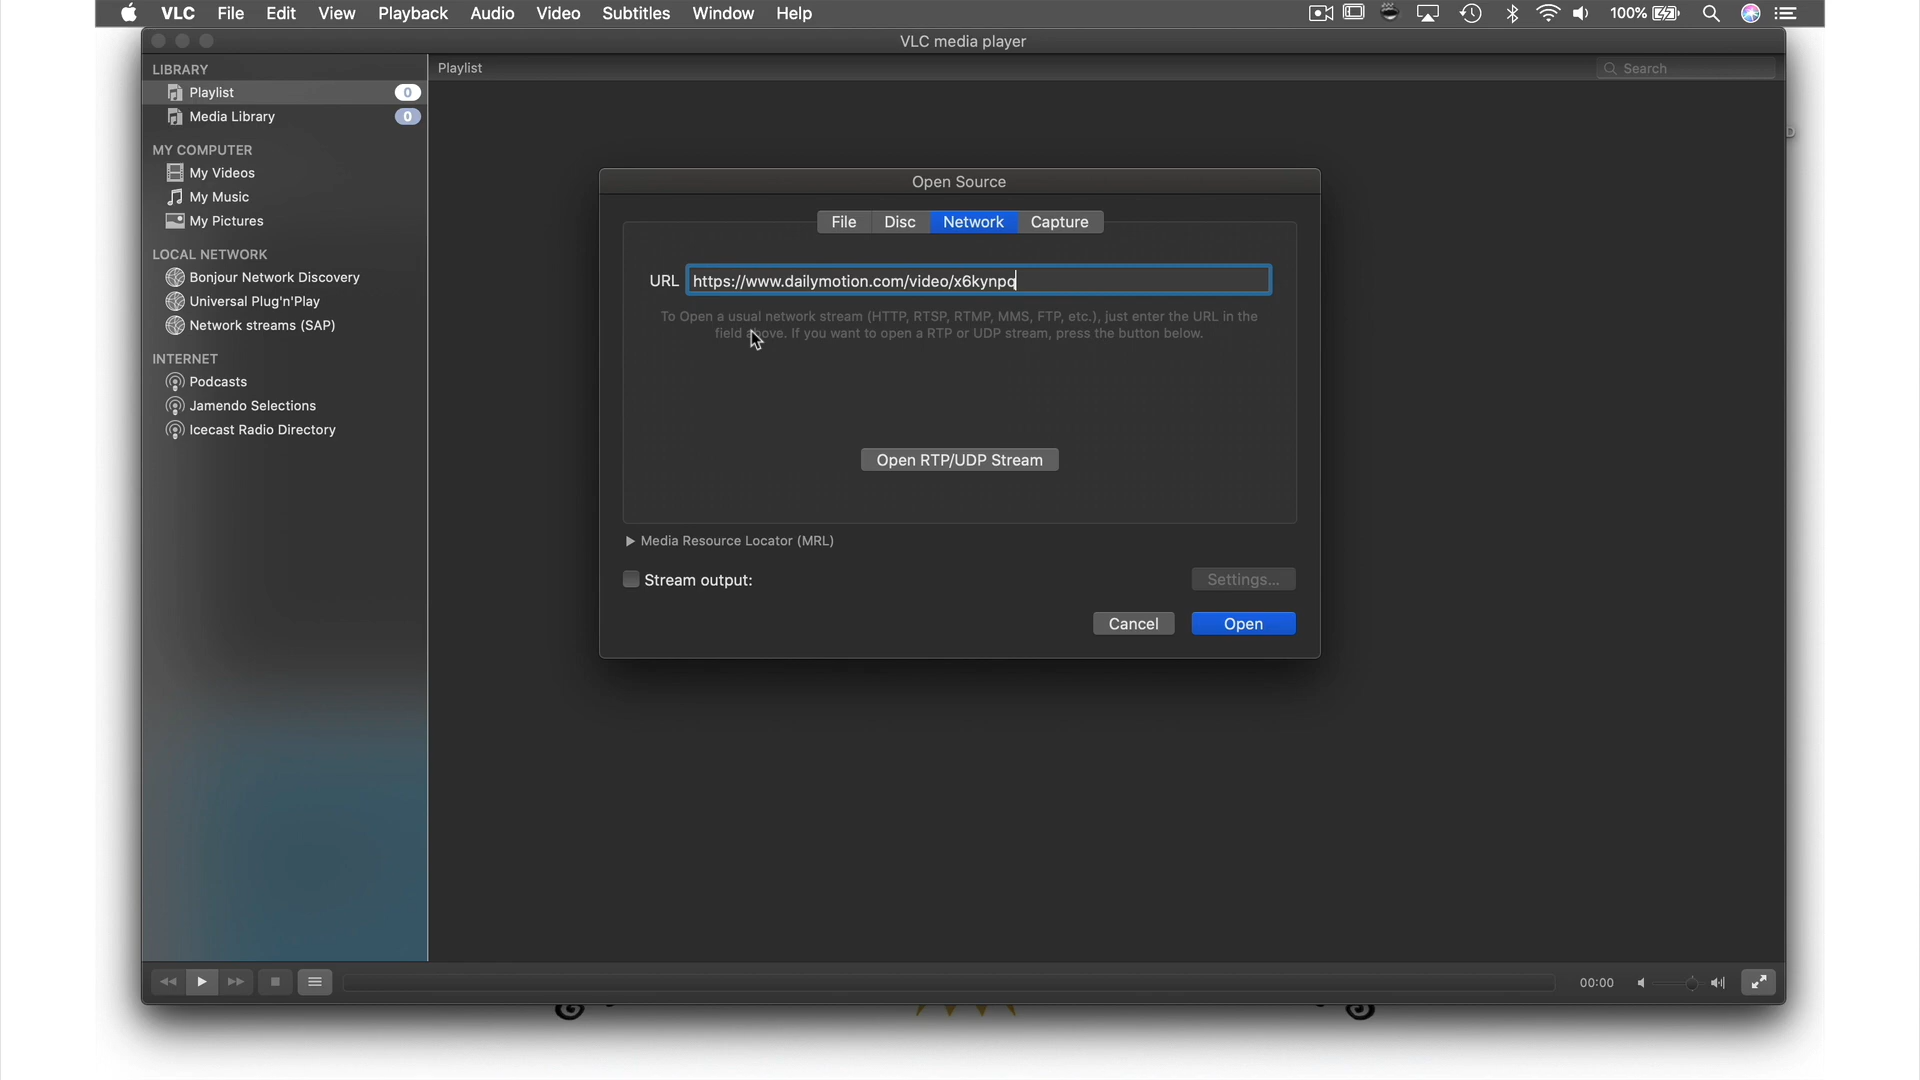 VLC File Edit View Playback Audio Video Subtitles Window Help 100%
VLC media player
LIBRARY
Playlist 0
Media Library 0
MY COMPUTER
My Videos
My Music
My Pictures
LOCAL NETWORK
Bonjour Network Discovery
Universal Plug'n'Play
Network streams (SAP)
INTERNET
Podcasts
Jamendo Selections
Icecast Radio Directory
Playlist
Search
Open Source
File Disc Network Capture
URL https://www.dailymotion.com/video/x6kynpq
To Open a usual network stream (HTTP, RTSP, RTMP, MMS, FTP, etc.), just enter the URL in the
field above. If you want to open a RTP or UDP stream, press the button below.
Open RTP/UDP Stream
Media Resource Locator (MRL)
Stream output: Settings...
Cancel Open
00:00